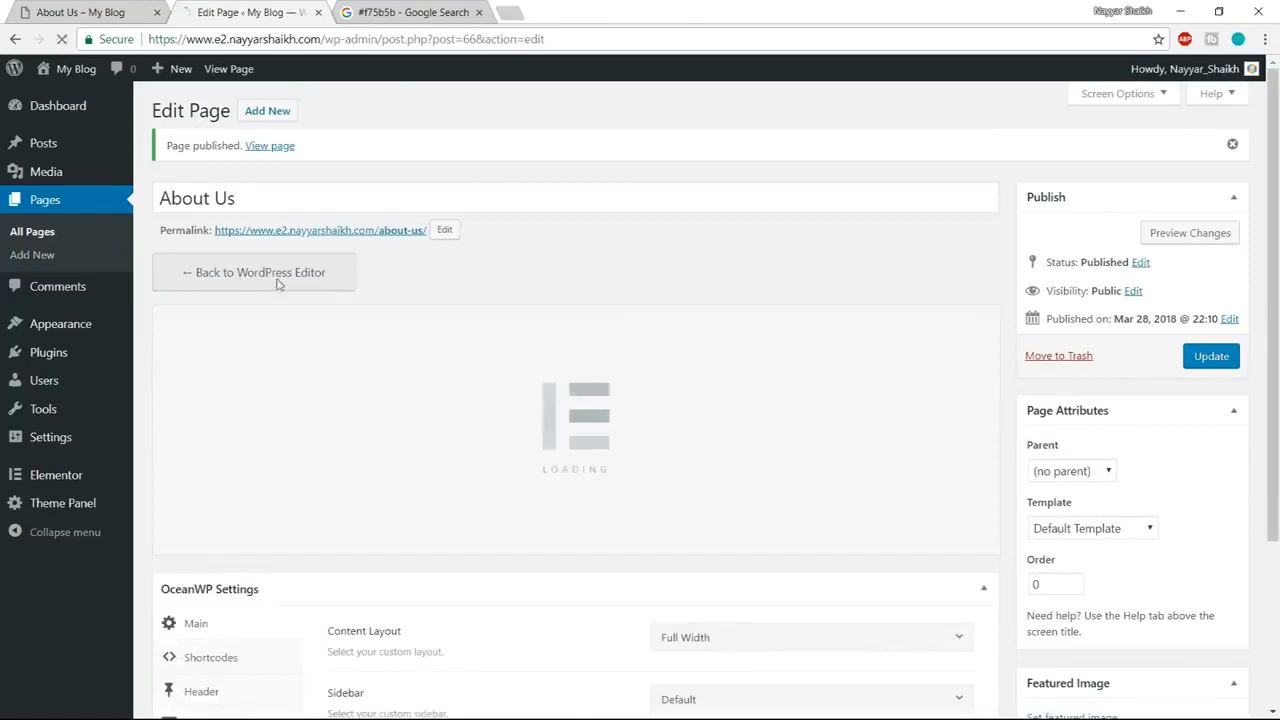 About Us – My Blog
Edit Page ‹ My Blog — W
#f75b5b - Google Search
Nayyar Shaikh
Secure
https://www.e2.nayyarshaikh.com/wp-admin/post.php?post=66&action=edit
ABP
My Blog
0
New
View Page
Howdy, Nayyar_Shaikh
Dashboard
Posts
Media
Pages
All Pages
Add New
Comments
Appearance
Plugins
Users
Tools
Settings
Elementor
Theme Panel
Collapse menu
Screen Options
Help
Edit Page
Add New
Page published. View page
About Us
Permalink: https://www.e2.nayyarshaikh.com/about-us/ Edit
← Back to WordPress Editor
LOADING
OceanWP Settings
Main
Shortcodes
Header
Content Layout
Select your custom layout.
Full Width
Sidebar
Select your custom sidebar.
Default
Publish
Preview Changes
Status: Published Edit
Visibility: Public Edit
Published on: Mar 28, 2018 @ 22:10 Edit
Move to Trash
Update
Page Attributes
Parent
(no parent)
Template
Default Template
Order
0
Need help? Use the Help tab above the
screen title.
Featured Image
Set featured image